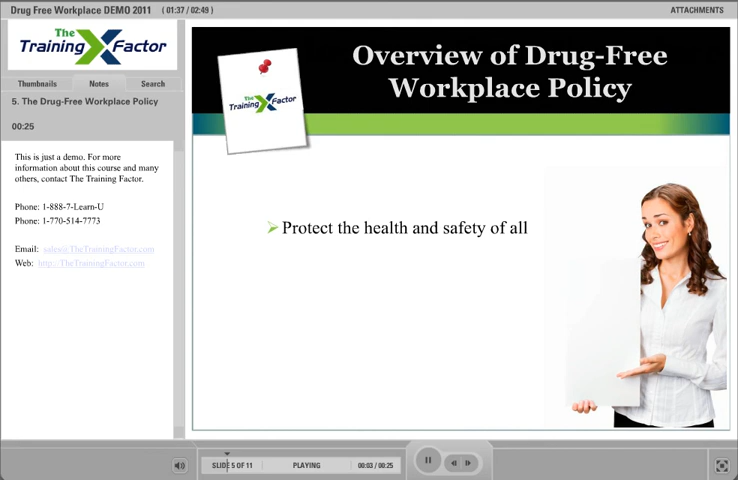 Drug Free Workplace DEMO 2011 ( 01:37 / 02:49 )
ATTACHMENTS
The
Training X Factor
Thumbnails Notes Search
5. The Drug-Free Workplace Policy
00:25
This is just a demo. For more
information about this course and many
others, contact The Training Factor.
Phone: 1-888-7-Learn-U
Phone: 1-770-514-7773
Email: sales@TheTrainingFactor.com
Web: http://TheTrainingFactor.com
The
Training X Factor
Overview of Drug-Free
Workplace Policy
Protect the health and safety of all
SLIDE 5 OF 11 PLAYING 00:03 / 00:25